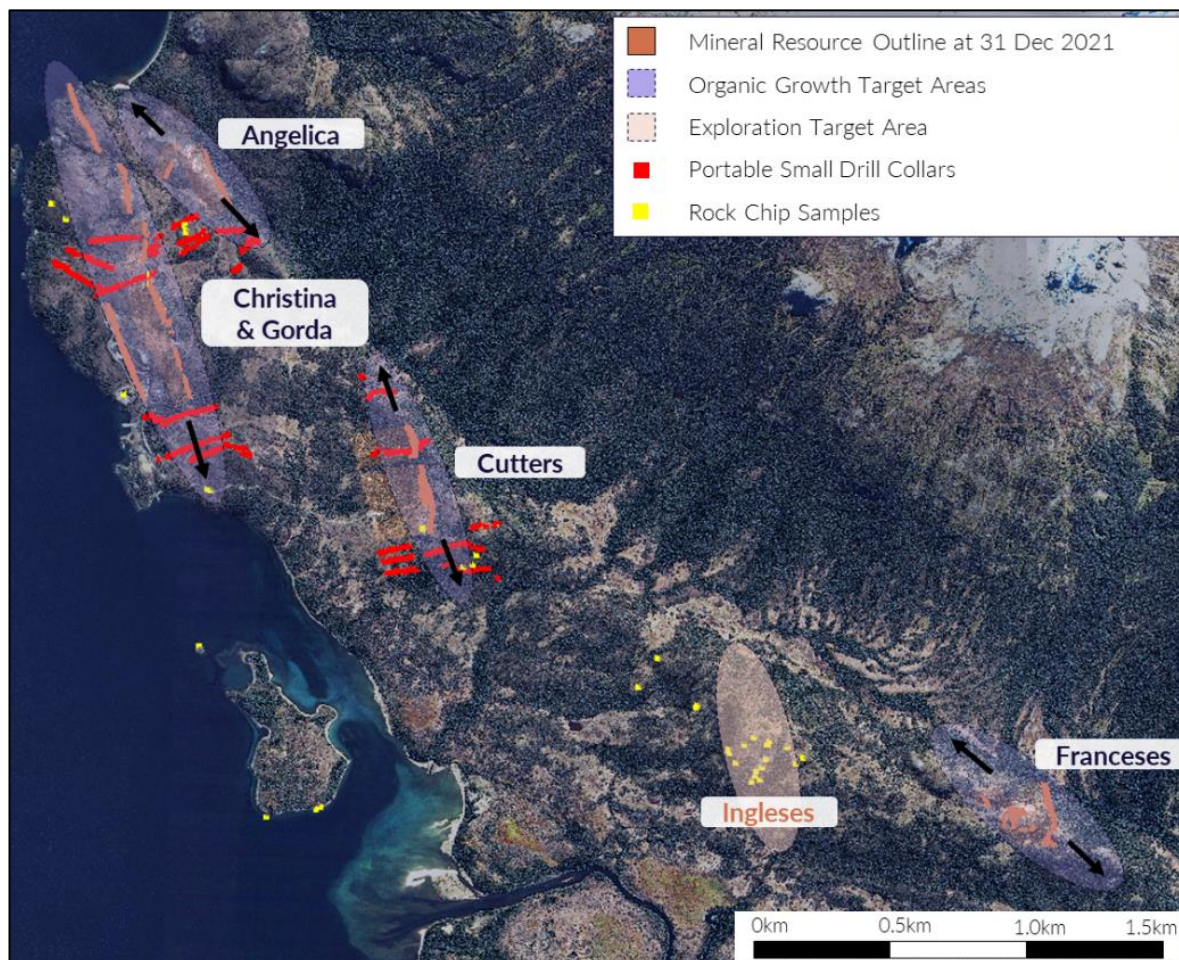 Mineral Resource Outline at 31 Dec 2021
Organic Growth Target Areas
Exploration Target Area
Portable Small Drill Collars
Rock Chip Samples
Angelica
Christina
& Gorda
Cutters
Franceses
Ingleses
0km 0.5km 1.0km 1.5km